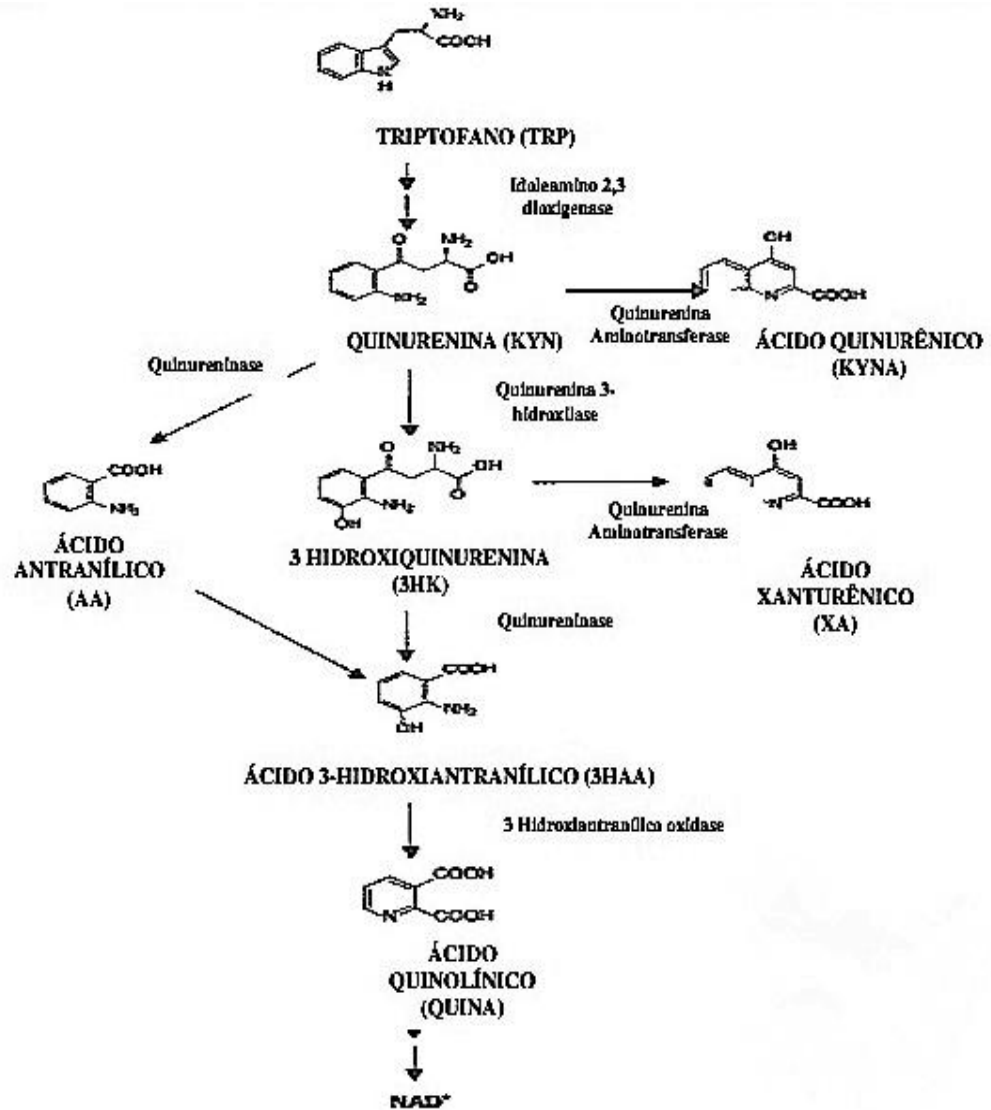 NH₂
COOH
N
H
TRIPTOFANO (TRP)
Idoleamino 2,3
dioxigenase
O
NH₂
OH
O
NH₂
QUINURENINA (KYN)
Quinurenina
Aminotransferase
OH
N
COOH
ÁCIDO QUINURÊNICO
(KYNA)
Quinureninase
Quinurenina 3-
hidroxilase
COOH
NH₂
ÁCIDO
ANTRANÍLICO
(AA)
O
NH₂
OH
O
NH₂
OH
3 HIDROXIQUINURENINA
(3HK)
Quinurenina
Aminotransferase
OH
N
COOH
ÁCIDO
XANTURÊNICO
(XA)
Quinureninase
COOH
NH₂
OH
ÁCIDO 3-HIDROXIANTRANÍLICO (3HAA)
3 Hidroxiantranílico oxidase
COOH
COOH
N
ÁCIDO
QUINOLÍNICO
(QUINA)
NAD⁺